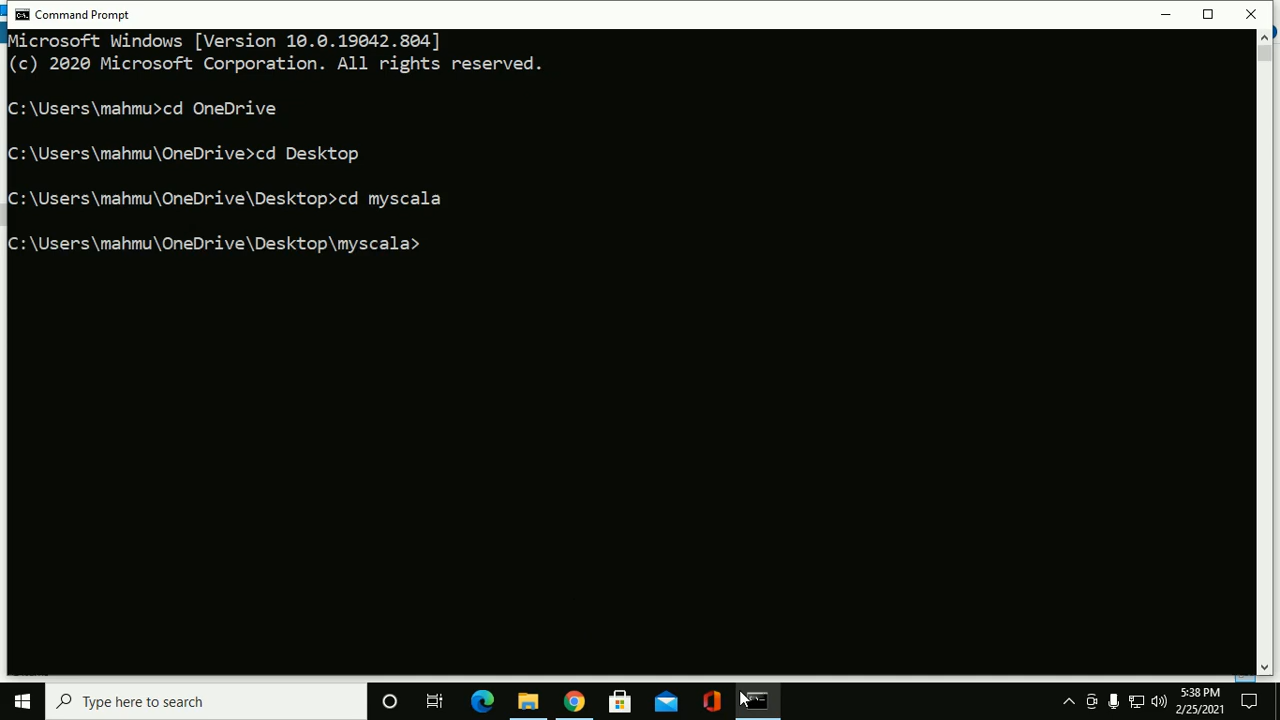 Command Prompt
Microsoft Windows [Version 10.0.19042.804]
(c) 2020 Microsoft Corporation. All rights reserved.
C:\Users\mahmu>cd OneDrive
C:\Users\mahmu\OneDrive>cd Desktop
C:\Users\mahmu\OneDrive\Desktop>cd myscala
C:\Users\mahmu\OneDrive\Desktop\myscala>
Type here to search
5:38 PM
2/25/2021